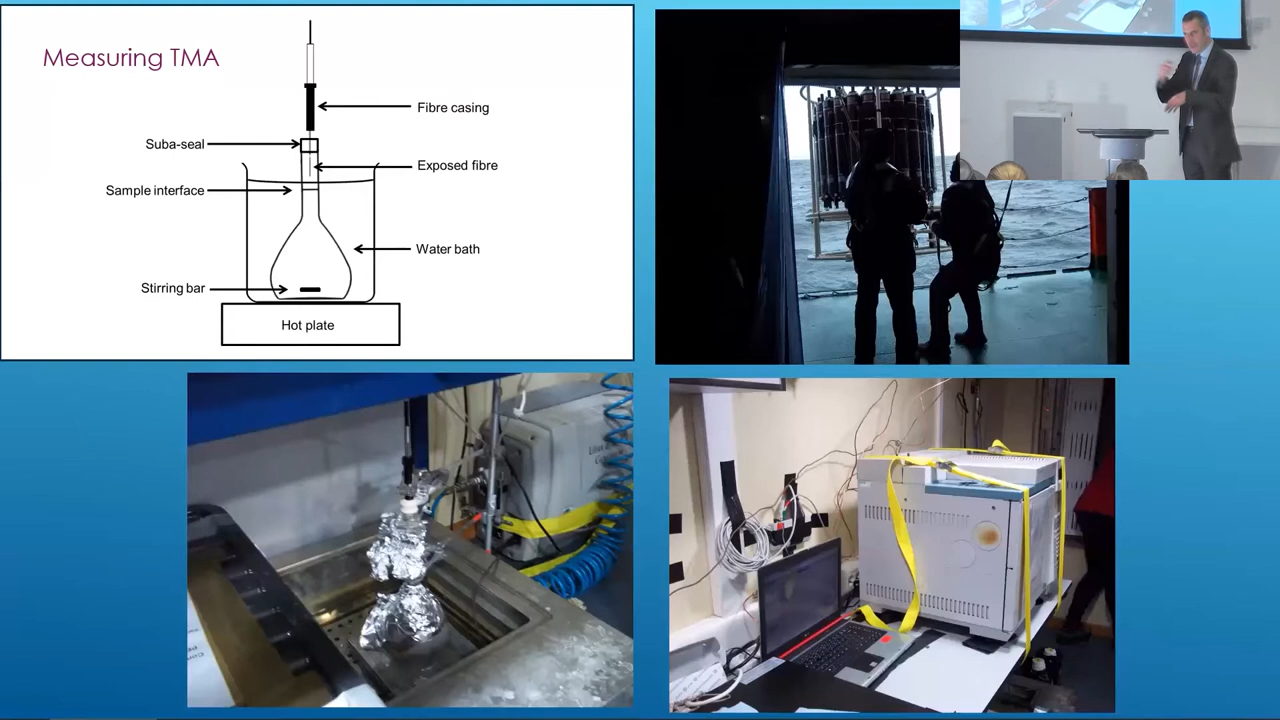 Measuring TMA
Fibre casing
Suba-seal
Exposed fibre
Sample interface
Water bath
Stirring bar
Hot plate